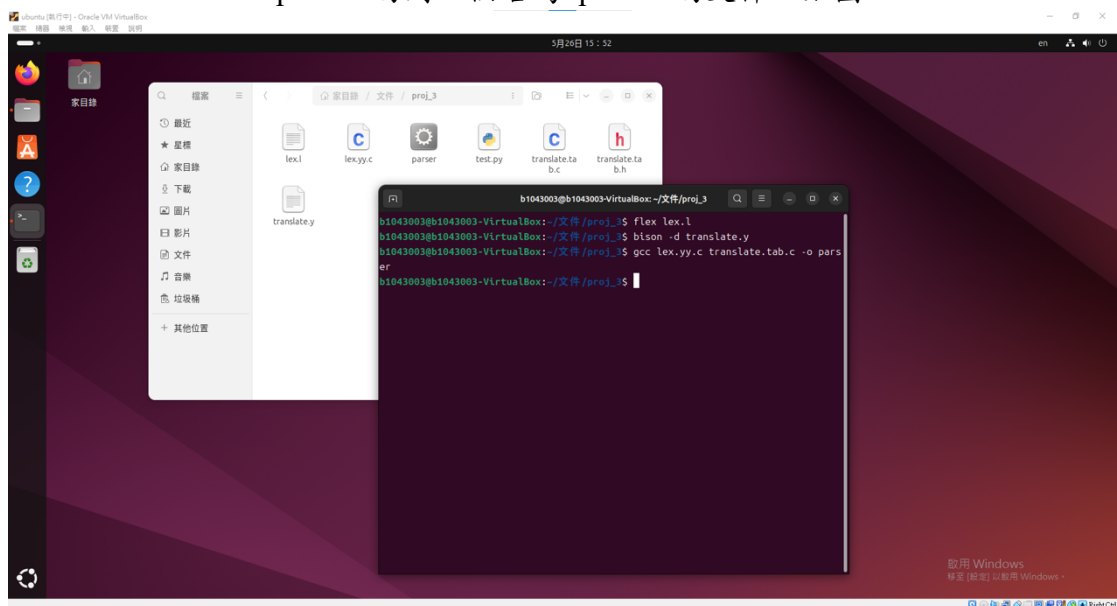 ubuntu [執行中] - Oracle VM VirtualBox
檔案 機器 檢視 輸入 裝置 說明
5月26日 15：52
en
家目錄
檔案
家目錄 / 文件 / proj_3
最近
星標
家目錄
下載
圖片
影片
文件
音樂
垃圾桶
+ 其他位置
lex.l
lex.yy.c
parser
test.py
translate.ta
b.c
translate.ta
b.h
translate.y
b1043003@b1043003-VirtualBox: ~/文件/proj_3
b1043003@b1043003-VirtualBox:~/文件/proj_3$ flex lex.l
b1043003@b1043003-VirtualBox:~/文件/proj_3$ bison -d translate.y
b1043003@b1043003-VirtualBox:~/文件/proj_3$ gcc lex.yy.c translate.tab.c -o pars
er
b1043003@b1043003-VirtualBox:~/文件/proj_3$
啟用 Windows
移至 [設定] 以啟用 Windows。
Right Ctrl